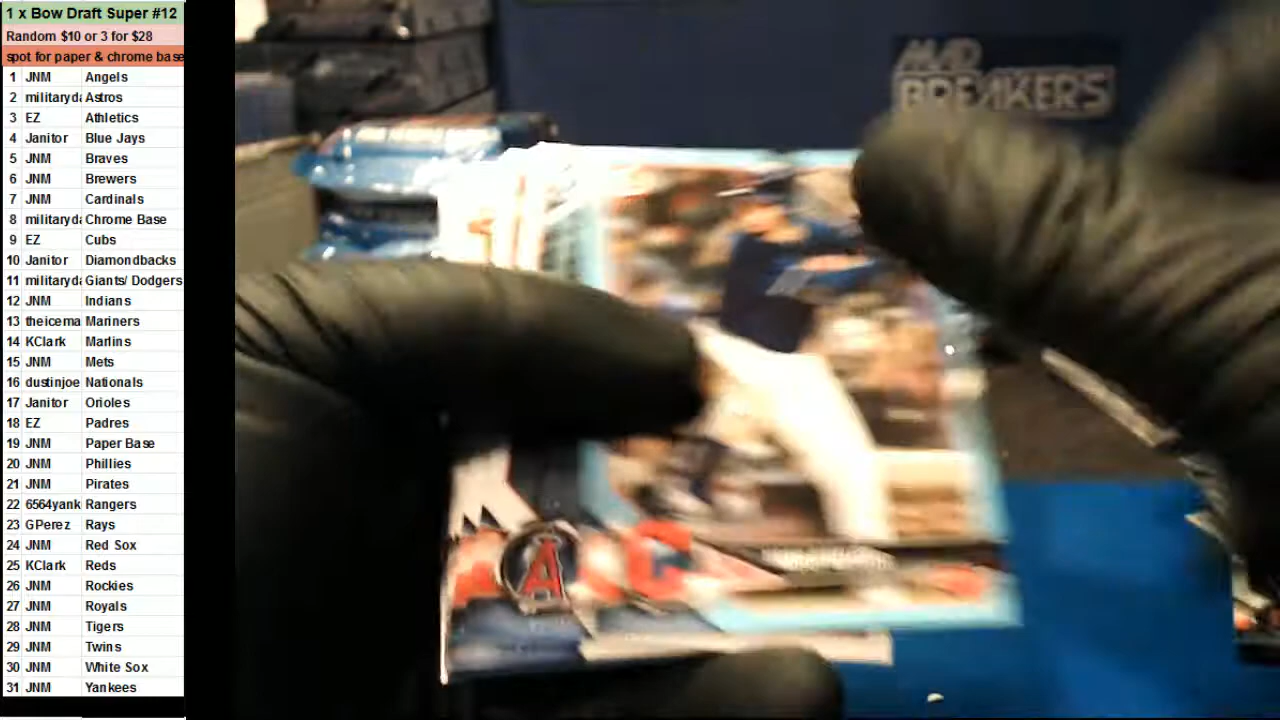 1 x Bow Draft Super #12
Random $10 or 3 for $28
spot for paper & chrome base
1 JNM Angels
2 militaryda Astros
3 EZ Athletics
4 Janitor Blue Jays
5 JNM Braves
6 JNM Brewers
7 JNM Cardinals
8 militaryda Chrome Base
9 EZ Cubs
10 Janitor Diamondbacks
11 militaryda Giants/ Dodgers
12 JNM Indians
13 theicema Mariners
14 KClark Marlins
15 JNM Mets
16 dustinjoe Nationals
17 Janitor Orioles
18 EZ Padres
19 JNM Paper Base
20 JNM Phillies
21 JNM Pirates
22 6564yank Rangers
23 GPerez Rays
24 JNM Red Sox
25 KClark Reds
26 JNM Rockies
27 JNM Royals
28 JNM Tigers
29 JNM Twins
30 JNM White Sox
31 JNM Yankees
MAD
BREAKERS
A C